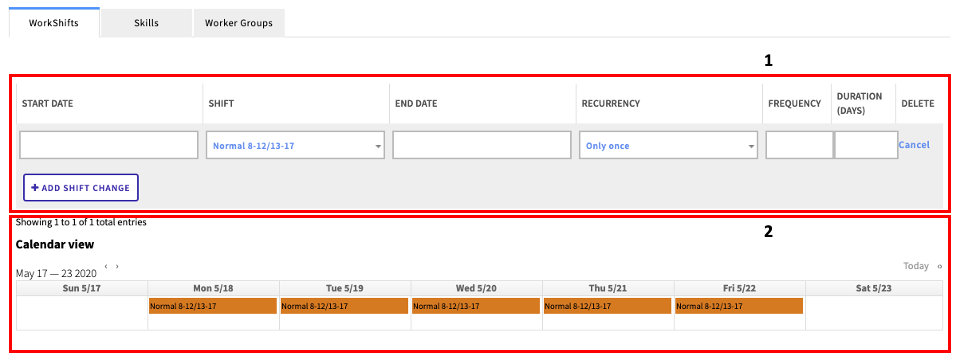 WorkShifts Skills Worker Groups
1
START DATE SHIFT END DATE RECURRENCY FREQUENCY DURATION (DAYS) DELETE
Normal 8-12/13-17 Only once Cancel
+ ADD SHIFT CHANGE
Showing 1 to 1 of 1 total entries
2
Calendar view
May 17 — 23 2020 ‹ › Today »
Sun 5/17 Mon 5/18 Tue 5/19 Wed 5/20 Thu 5/21 Fri 5/22 Sat 5/23
Normal 8-12/13-17 Normal 8-12/13-17 Normal 8-12/13-17 Normal 8-12/13-17 Normal 8-12/13-17